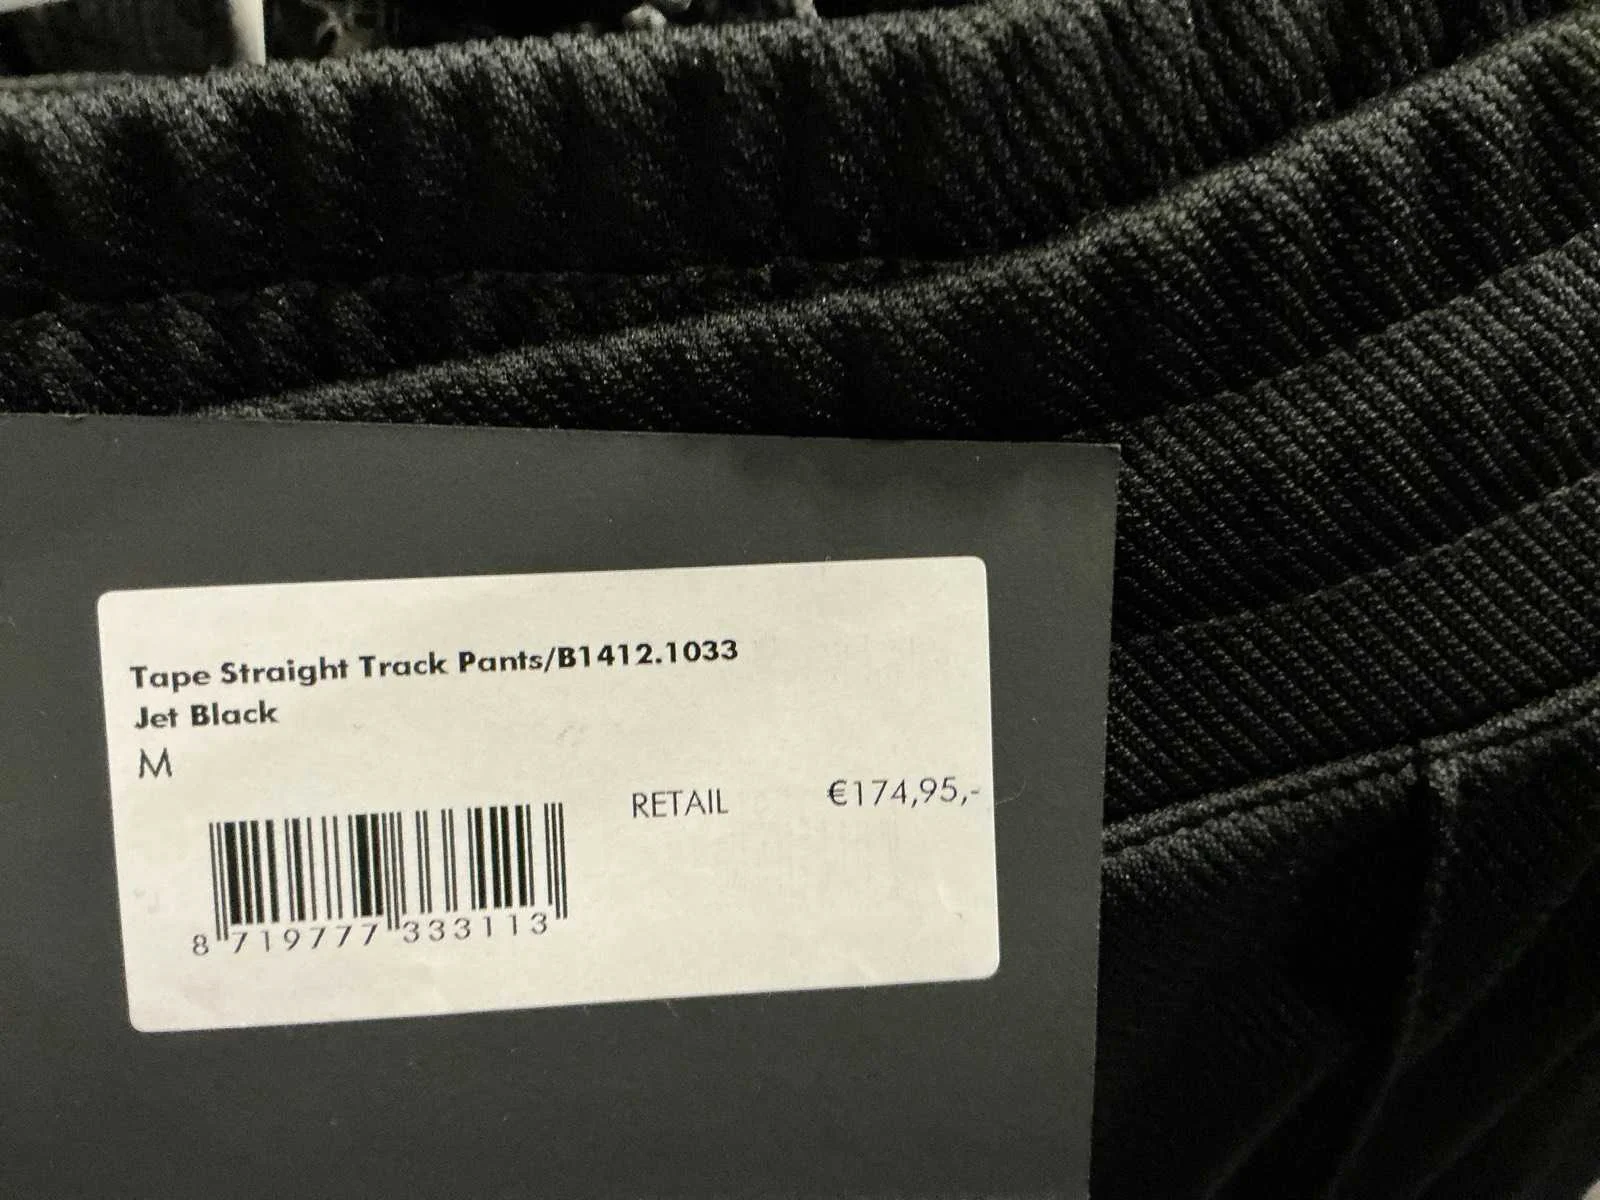 Tape Straight Track Pants/B1412.1033
Jet Black
M
RETAIL €174,95,-
8 719777 333113